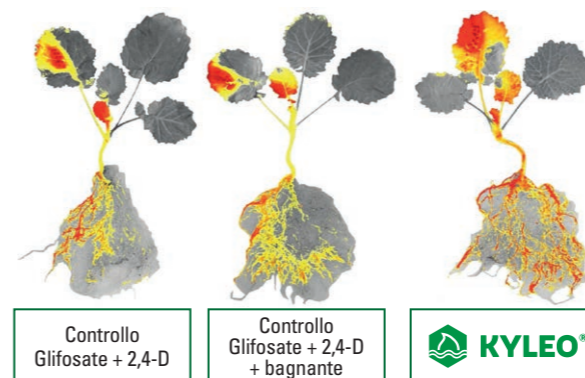 Controllo
Glifosate + 2,4-D
Controllo
Glifosate + 2,4-D
+ bagnante
KYLEO®